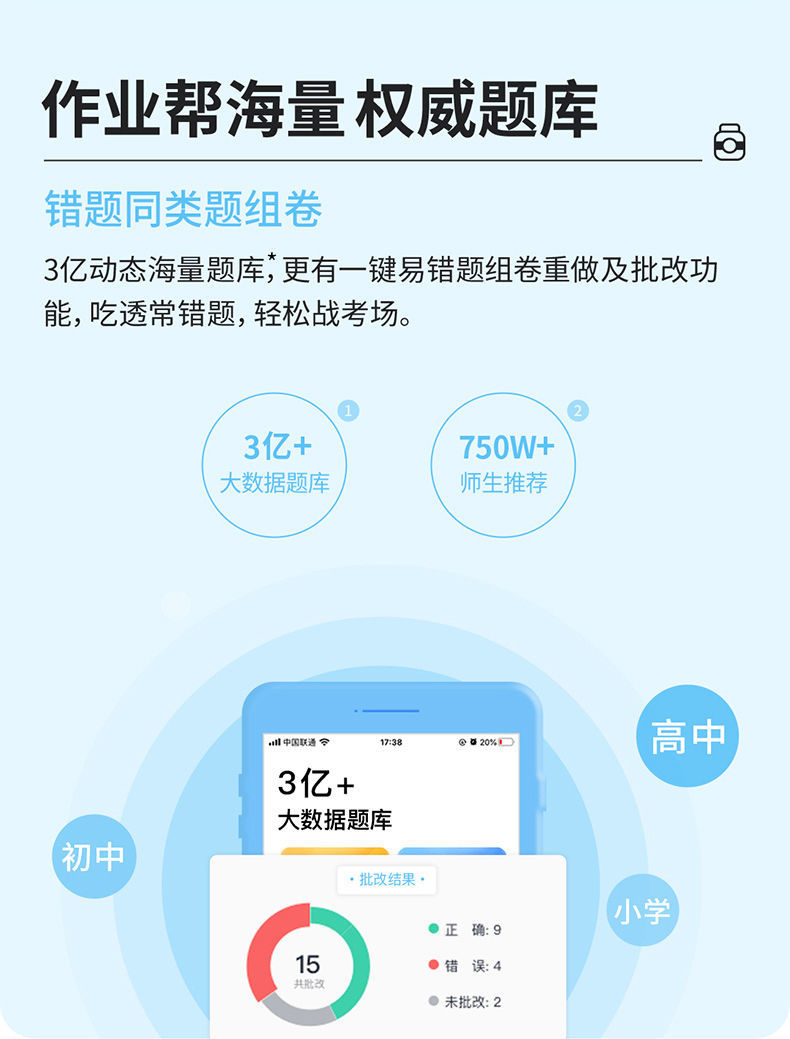 作业帮海量 权威题库
错题同类题组卷
3亿动态海量题库*，更有一键易错题组卷重做及批改功
能，吃透常错题，轻松战考场。
1
3亿+
大数据题库
2
750W+
师生推荐
高中
中国联通 17:38 20%
3亿+
大数据题库
初中
小学
·批改结果·
15
共批改
正 确: 9
错 误: 4
未批改: 2